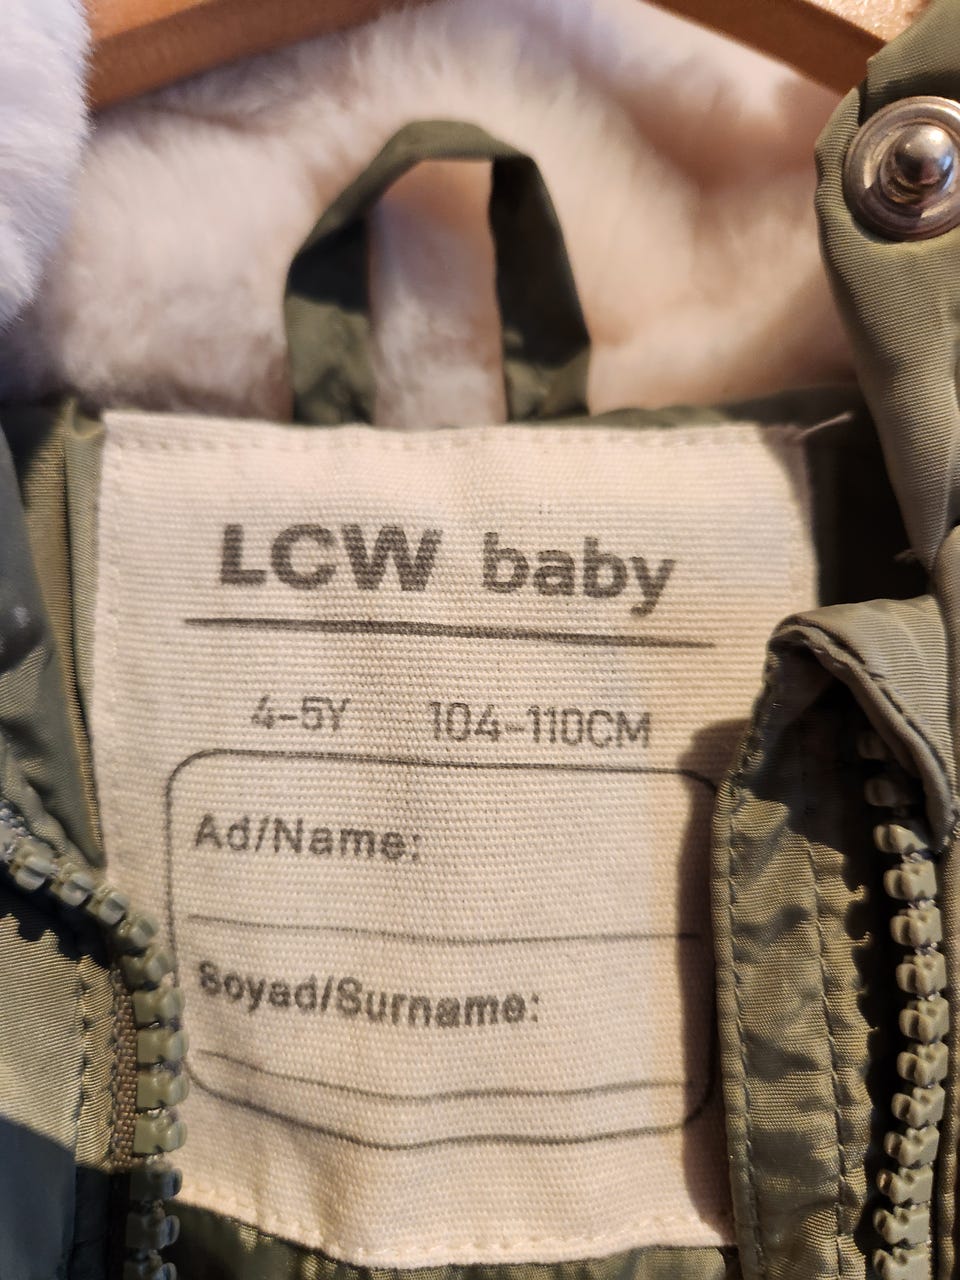 LCW baby
4-5Y 104-110CM
Ad/Name:
Soyad/Surname: